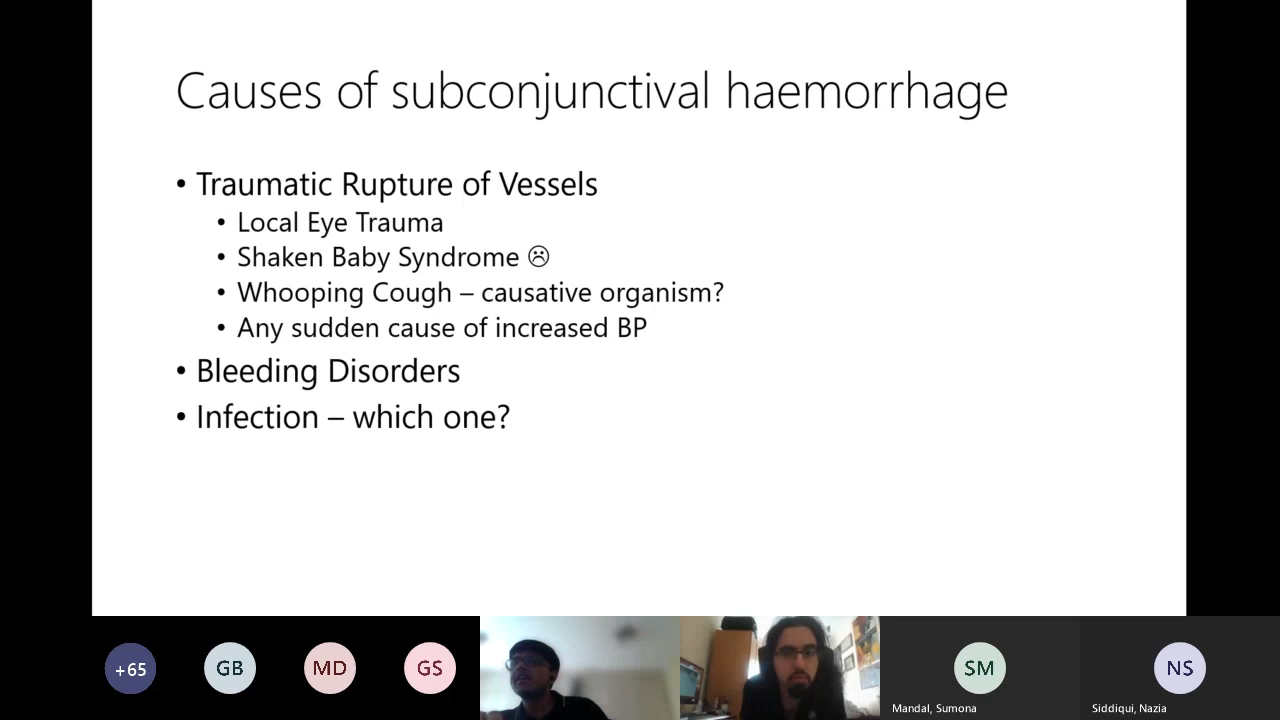 Causes of subconjunctival haemorrhage
• Traumatic Rupture of Vessels
• Local Eye Trauma
• Shaken Baby Syndrome ☹
• Whooping Cough – causative organism?
• Any sudden cause of increased BP
• Bleeding Disorders
• Infection – which one?
+65
GB
MD
GS
SM
NS
Mandal, Sumona
Siddiqui, Nazia